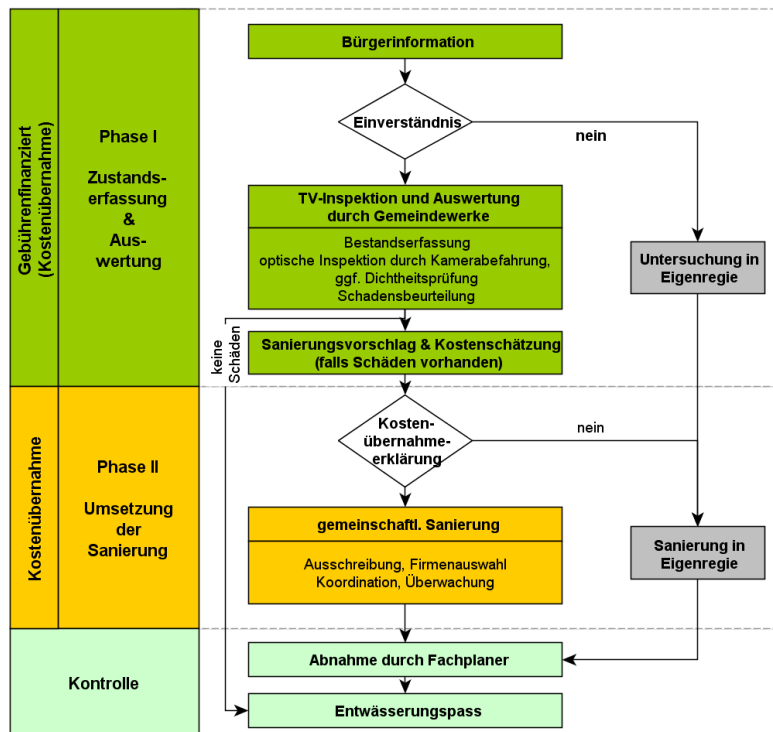 Gebührenfinanziert
(Kostenübernahme)
Phase I
Zustands-
erfassung
&
Aus-
wertung
Bürgerinformation
Einverständnis
nein
TV-Inspektion und Auswertung
durch Gemeindewerke
Bestandserfassung
optische Inspektion durch Kamerabefahrung,
ggf. Dichtheitsprüfung
Schadensbeurteilung
Untersuchung in
Eigenregie
keine
Schäden
Sanierungsvorschlag & Kostenschätzung
(falls Schäden vorhanden)
Kostenübernahme
Phase II
Umsetzung
der
Sanierung
Kosten-
übernahme-
erklärung
nein
gemeinschaftl. Sanierung
Ausschreibung, Firmenauswahl
Koordination, Überwachung
Sanierung in
Eigenregie
Kontrolle
Abnahme durch Fachplaner
Entwässerungspass